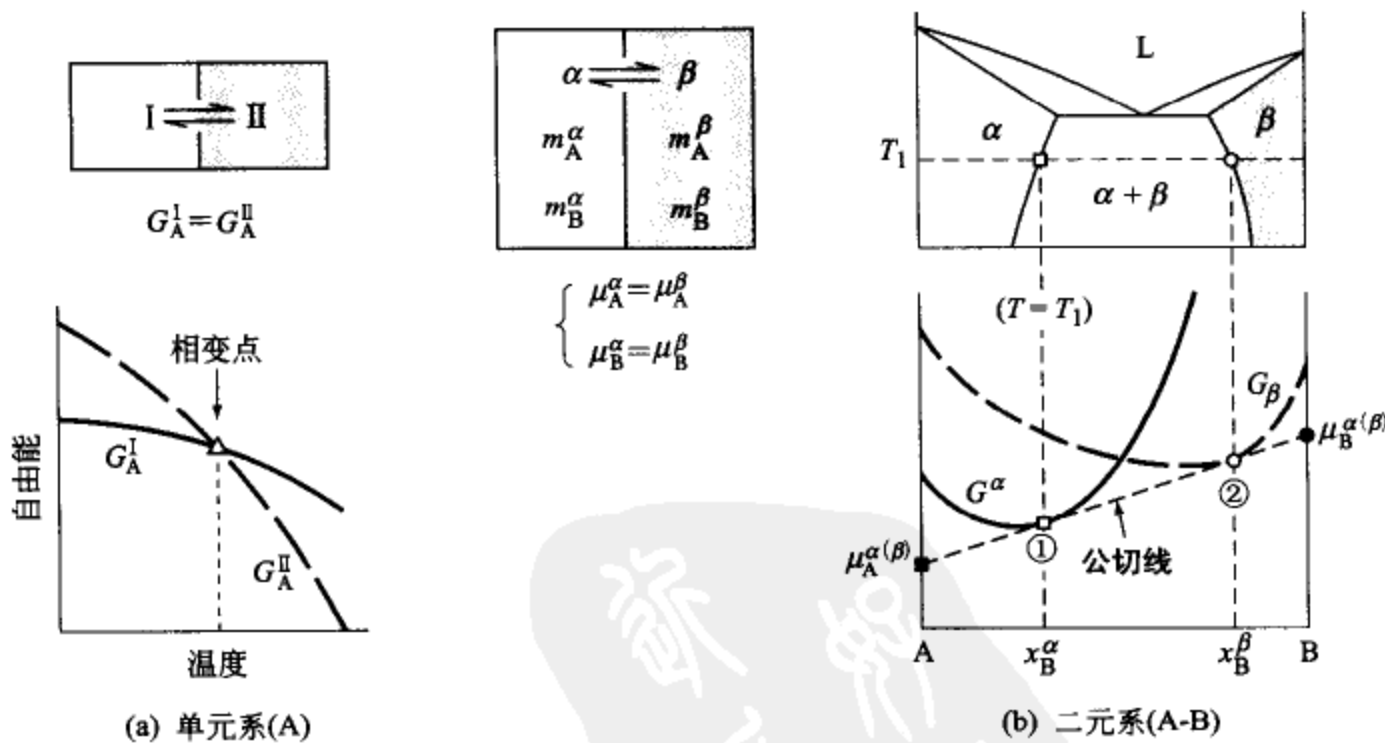 I ⇌ II
G_A^I = G_A^II
相变点
G_A^I
G_A^II
自由能
温度
(a) 单元系(A)
α ⇌ β
m_A^α m_A^β
m_B^α m_B^β
μ_A^α = μ_A^β
μ_B^α = μ_B^β
L
α
β
T₁
α + β
(T = T₁)
G_β
μ_B^α(β)
G^α
②
①
μ_A^α(β)
公切线
A x_B^α x_B^β B
(b) 二元系(A-B)